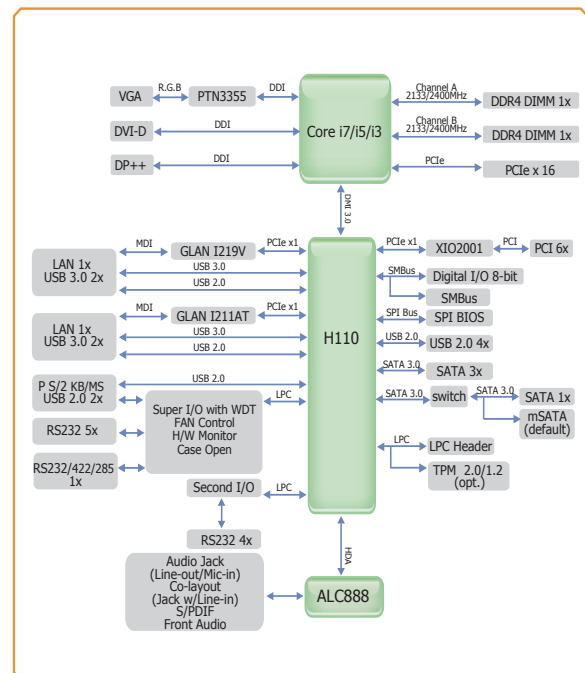 VGA
R.G.B
PTN3355
DDI
Core i7/i5/i3
Channel A
2133/2400MHz
DDR4 DIMM 1x
DVI-D
DDI
Channel B
2133/2400MHz
DDR4 DIMM 1x
DP++
DDI
PCIe
PCIe x 16
DMI 3.0
LAN 1x
USB 3.0 2x
MDI
GLAN I219V
PCIe x1
USB 3.0
USB 2.0
H110
PCIe x1
XIO2001
PCI
PCI 6x
SMBus
Digital I/O 8-bit
SMBus
LAN 1x
USB 3.0 2x
MDI
GLAN I211AT
PCIe x1
USB 3.0
USB 2.0
SPI Bus
SPI BIOS
USB 2.0
USB 2.0 4x
SATA 3.0
SATA 3x
P S/2 KB/MS
USB 2.0 2x
USB 2.0
SATA 3.0
switch
SATA 3.0
SATA 1x
mSATA
(default)
Super I/O with WDT
FAN Control
H/W Monitor
Case Open
LPC
RS232 5x
RS232/422/285
1x
LPC
LPC Header
TPM 2.0/1.2
(opt.)
Second I/O
LPC
RS232 4x
HDA
Audio Jack
(Line-out/Mic-in)
Co-layout
(Jack w/Line-in)
S/PDIF
Front Audio
ALC888